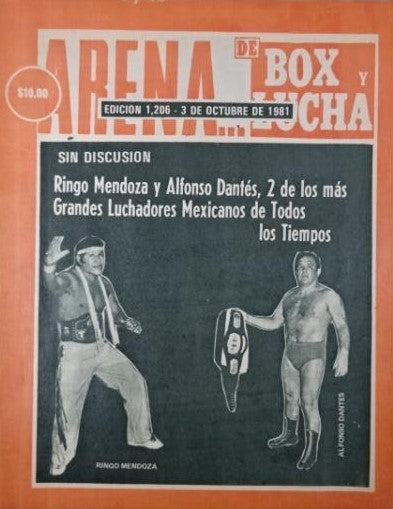 ARENA...
DE
BOX Y
LUCHA
$10.00
EDICION 1,206 - 3 DE OCTUBRE DE 1981
SIN DISCUSION
Ringo Mendoza y Alfonso Dantés, 2 de los más
Grandes Luchadores Mexicanos de Todos
los Tiempos
RINGO MENDOZA
ALFONSO DANTES